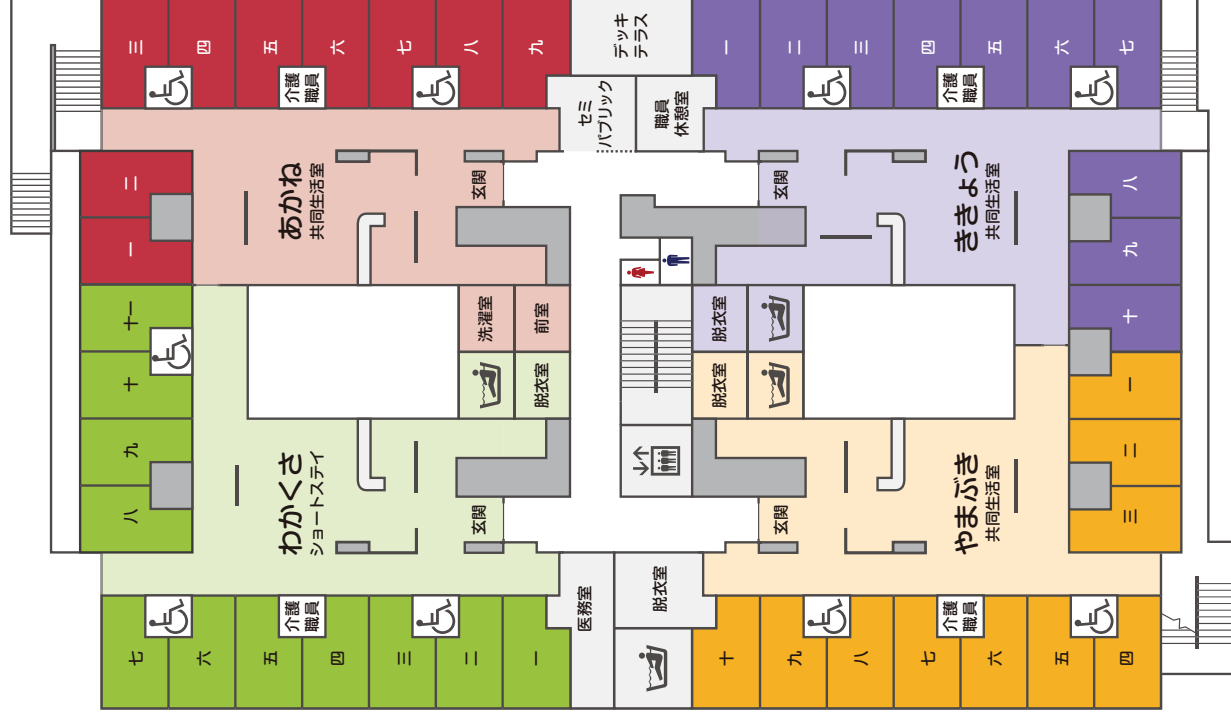 三
四
五
六
七
八
九
介護
職員
デッキ
テラス
セミ
パブリック
職員
休憩室
一
二
三
四
五
六
七
介護
職員
二
一
あかね
共同生活室
玄関
洗濯室
前室
玄関
ききょう
共同生活室
八
九
十
脱衣室
十一
十
九
八
わかくさ
ショートステイ
玄関
脱衣室
脱衣室
玄関
やまぶき
共同生活室
一
二
三
七
六
五
四
三
二
一
介護
職員
医務室
脱衣室
十
九
八
七
六
五
四
介護
職員